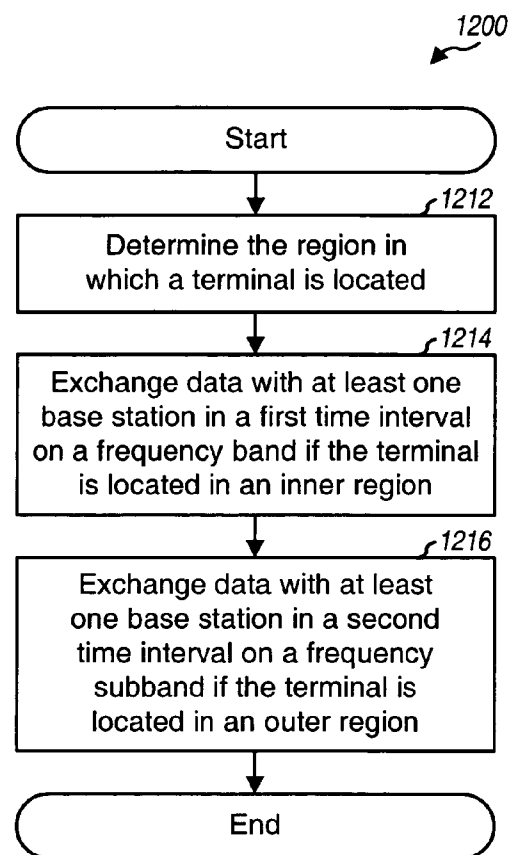 1200
Start
1212
Determine the region in
which a terminal is located
1214
Exchange data with at least one
base station in a first time interval
on a frequency band if the terminal
is located in an inner region
1216
Exchange data with at least
one base station in a second
time interval on a frequency
subband if the terminal is
located in an outer region
End